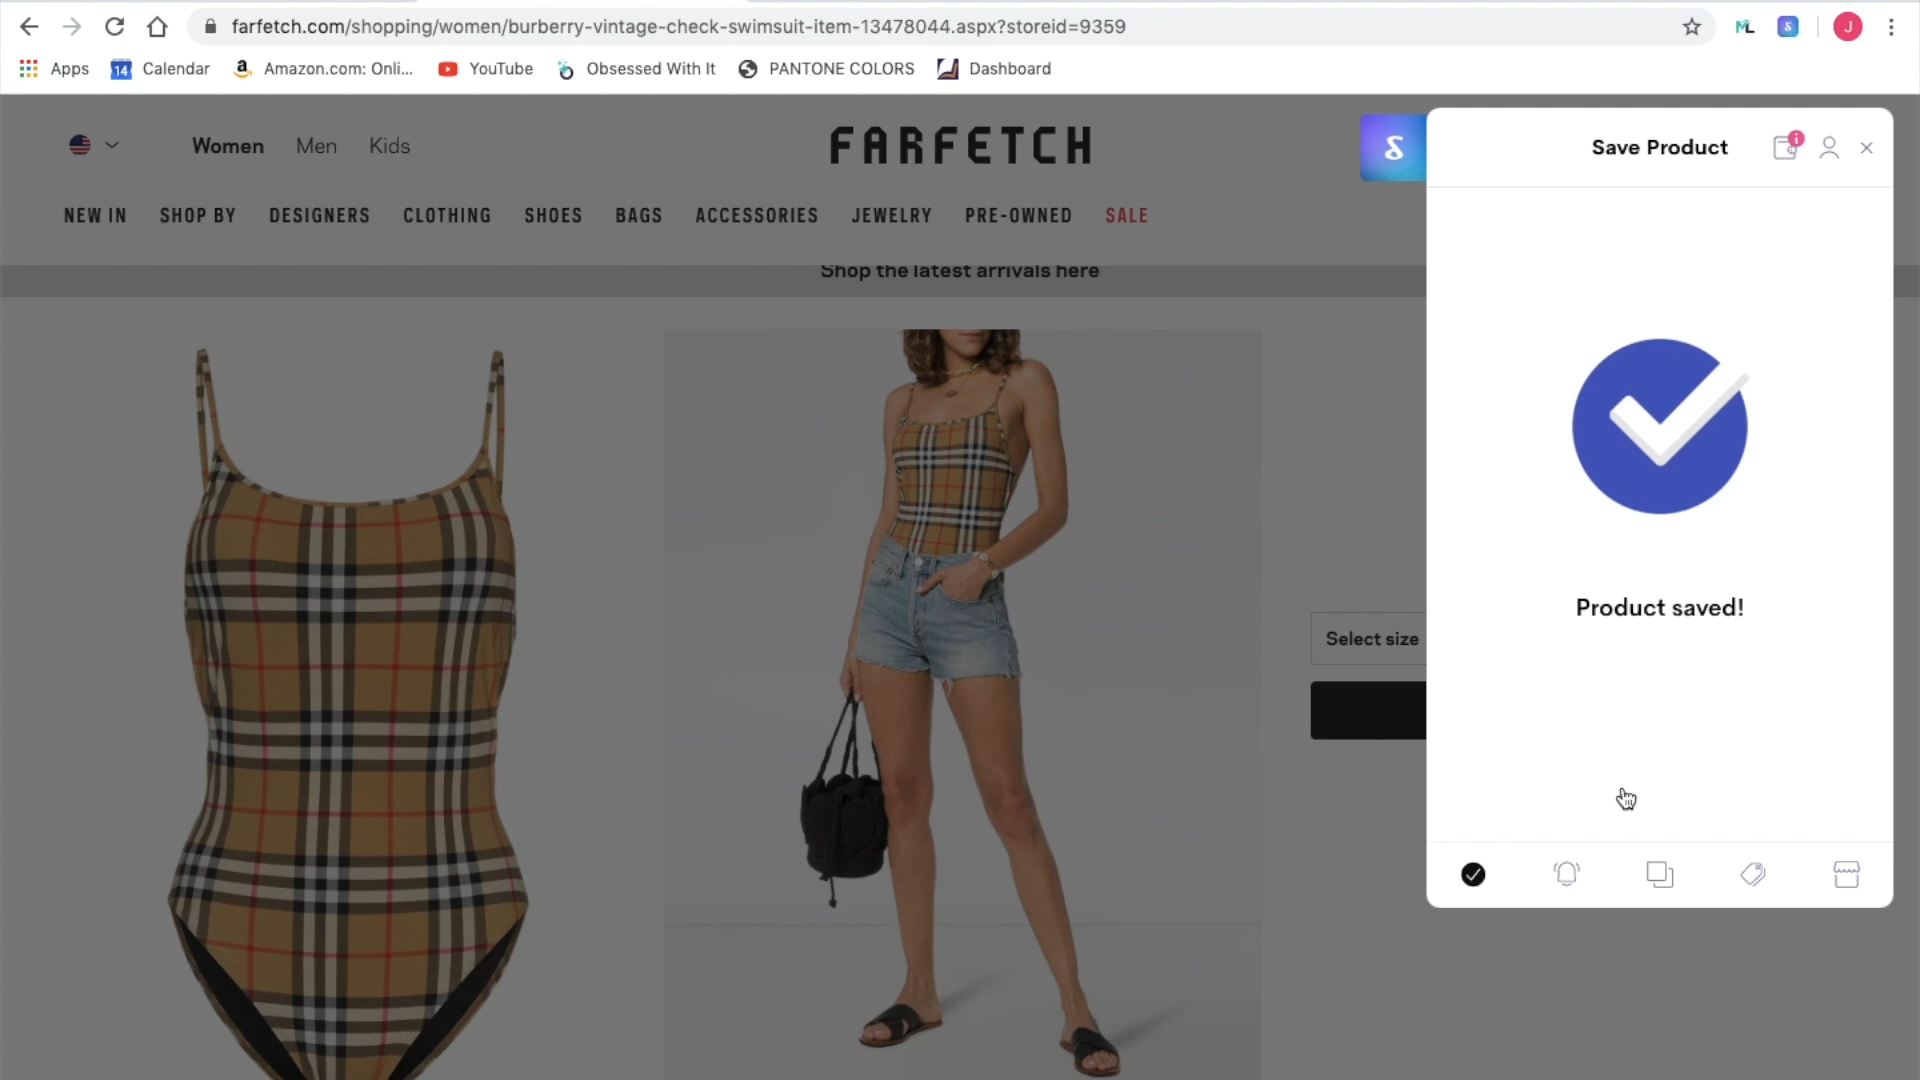 farfetch.com/shopping/women/burberry-vintage-check-swimsuit-item-13478044.aspx?storeid=9359
ML
J
Apps
14
Calendar
Amazon.com: Onli...
YouTube
Obsessed With It
PANTONE COLORS
Dashboard
Women
Men
Kids
FARFETCH
Save Product
i
NEW IN
SHOP BY
DESIGNERS
CLOTHING
SHOES
BAGS
ACCESSORIES
JEWELRY
PRE-OWNED
SALE
Shop the latest arrivals here
Product saved!
Select size